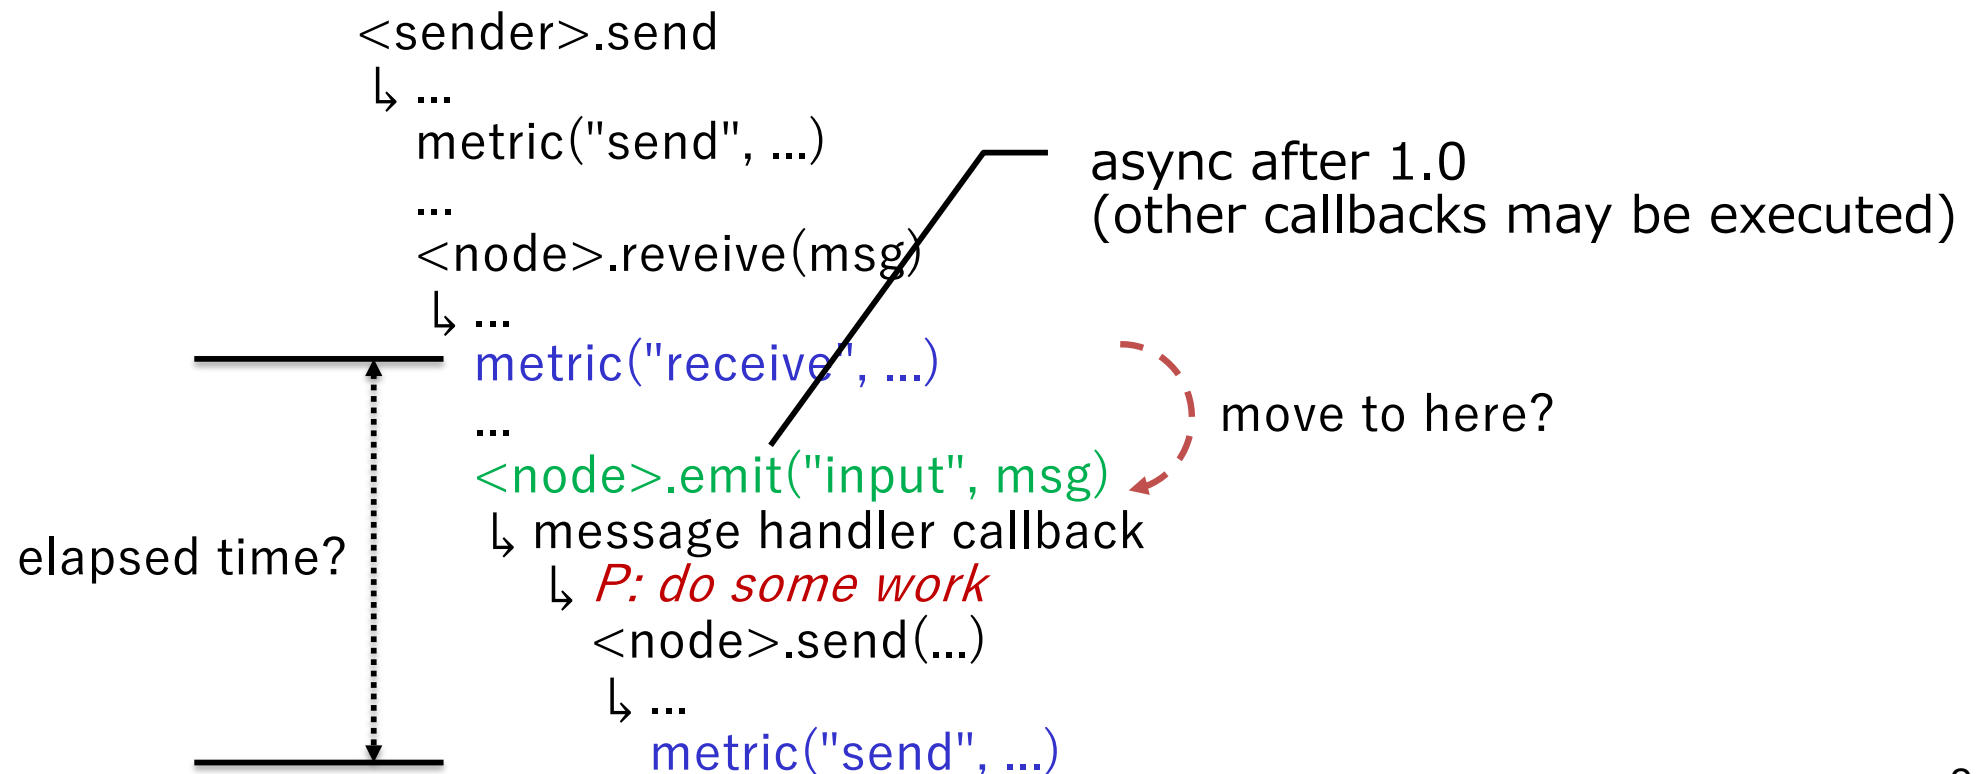 <sender>.send
↳ ...
metric("send", ...)
...
<node>.reveive(msg)
↳ ...
metric("receive", ...)
...
<node>.emit("input", msg)
↳ message handler callback
↳ P: do some work
<node>.send(...)
↳ ...
metric("send", ...)
async after 1.0
(other callbacks may be executed)
move to here?
elapsed time?